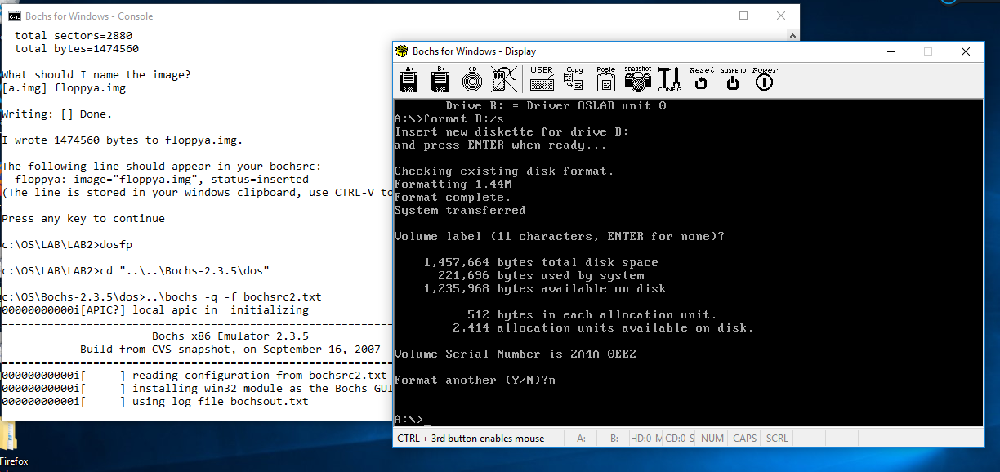 Bochs for Windows - Console
total sectors=2880
total bytes=1474560
What should I name the image?
[a.img] floppya.img
Writing: [] Done.
I wrote 1474560 bytes to floppya.img.
The following line should appear in your bochsrc:
floppya: image="floppya.img", status=inserted
(The line is stored in your windows clipboard, use CTRL-V to
Press any key to continue
c:\OS\LAB\LAB2>dosfp
c:\OS\LAB\LAB2>cd "..\..\Bochs-2.3.5\dos"
c:\OS\Bochs-2.3.5\dos>..\bochs -q -f bochsrc2.txt
00000000000i[APIC?] local apic in  initializing
========================================================================
Bochs x86 Emulator 2.3.5
Build from CVS snapshot, on September 16, 2007
========================================================================
00000000000i[     ] reading configuration from bochsrc2.txt
00000000000i[     ] installing win32 module as the Bochs GUI
00000000000i[     ] using log file bochsout.txt
Firefox
Bochs for Windows - Display
A: B: CD USER Copy Paste snapshot CONFIG Reset SUSPEND Power
Drive R: = Driver OSLAB unit 0
A:\>format B:/s
Insert new diskette for drive B:
and press ENTER when ready...
Checking existing disk format.
Formatting 1.44M
Format complete.
System transferred
Volume label (11 characters, ENTER for none)?
1,457,664 bytes total disk space
221,696 bytes used by system
1,235,968 bytes available on disk
512 bytes in each allocation unit.
2,414 allocation units available on disk.
Volume Serial Number is 2A4A-0EE2
Format another (Y/N)?n
A:\>_
CTRL + 3rd button enables mouse A: B: HD:0-M CD:0-S NUM CAPS SCRL